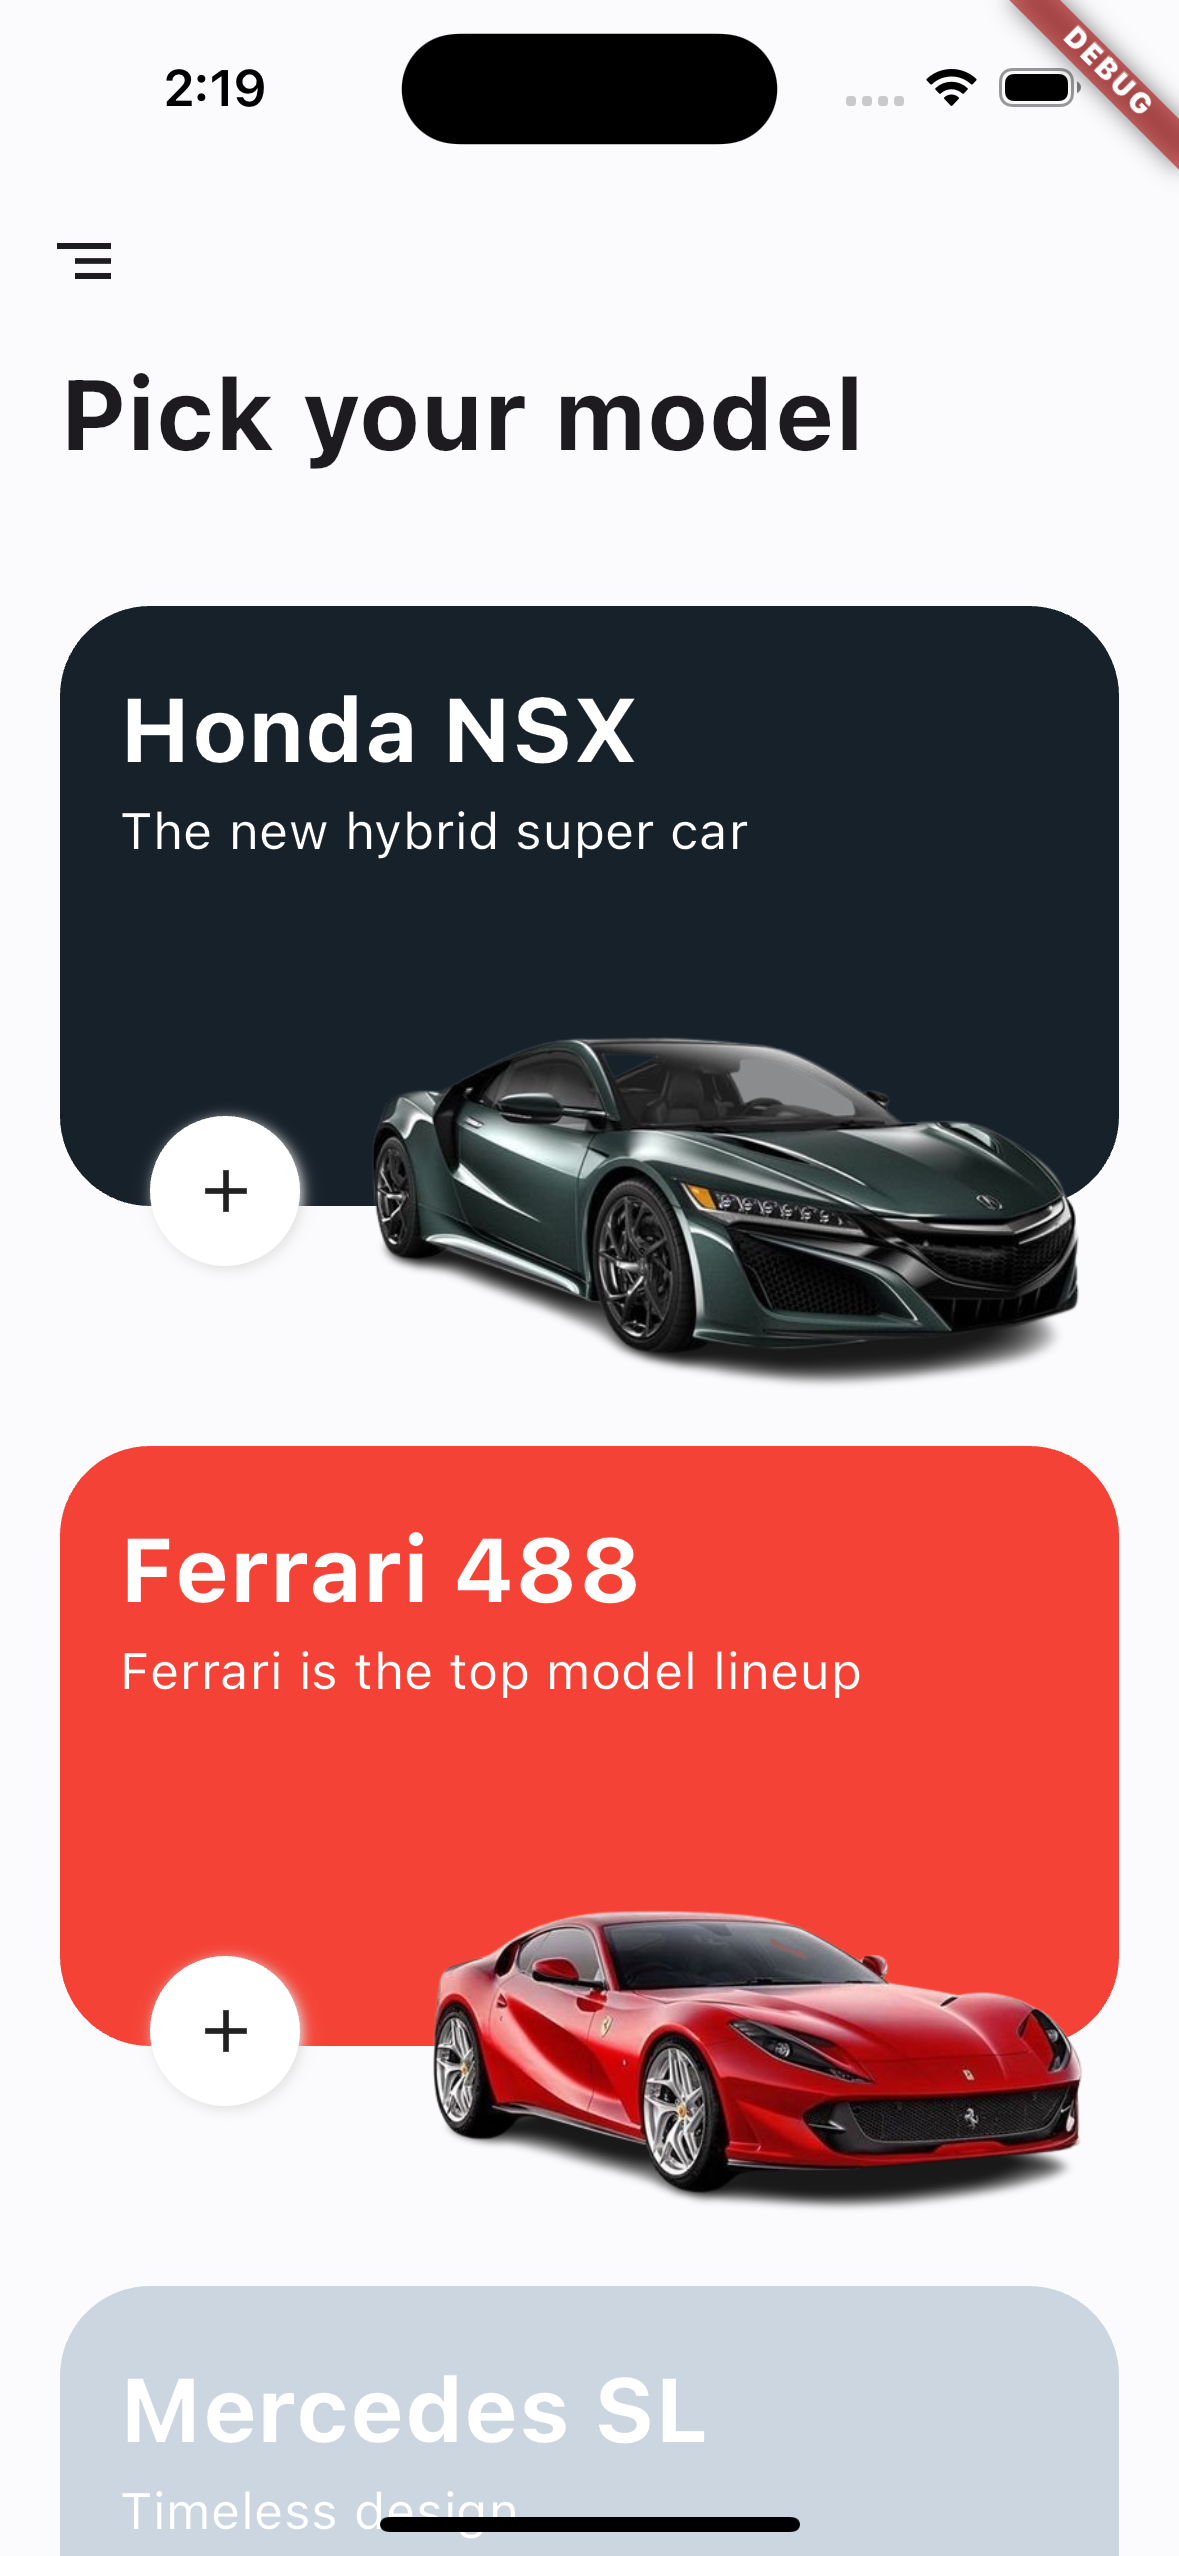 2:19
DEBUG
Pick your model
Honda NSX
The new hybrid super car
Ferrari 488
Ferrari is the top model lineup
Mercedes SL
Timeless design